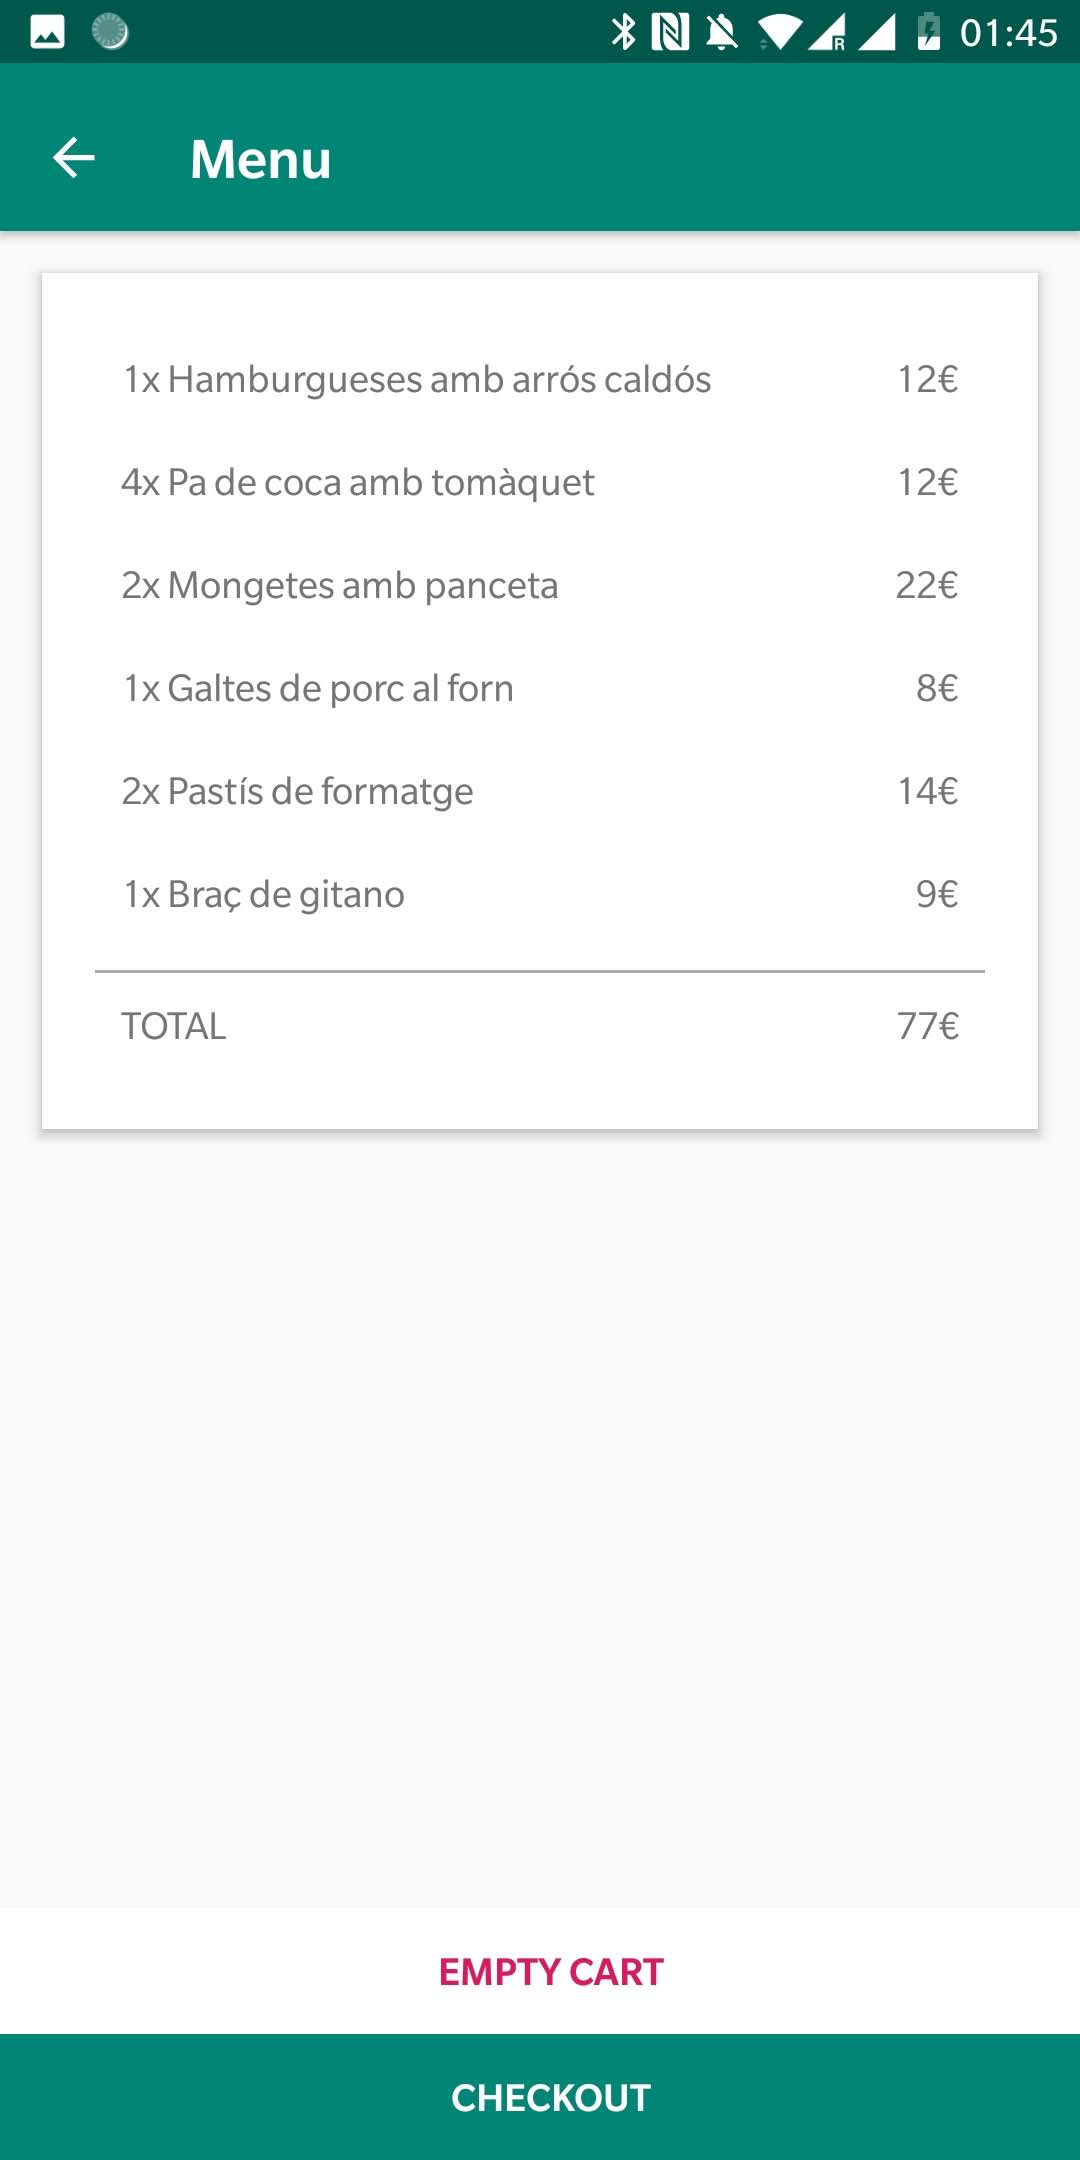 01:45
Menu
1x Hamburgueses amb arrós caldós 12€
4x Pa de coca amb tomàquet 12€
2x Mongetes amb panceta 22€
1x Galtes de porc al forn 8€
2x Pastís de formatge 14€
1x Braç de gitano 9€
TOTAL 77€
EMPTY CART
CHECKOUT